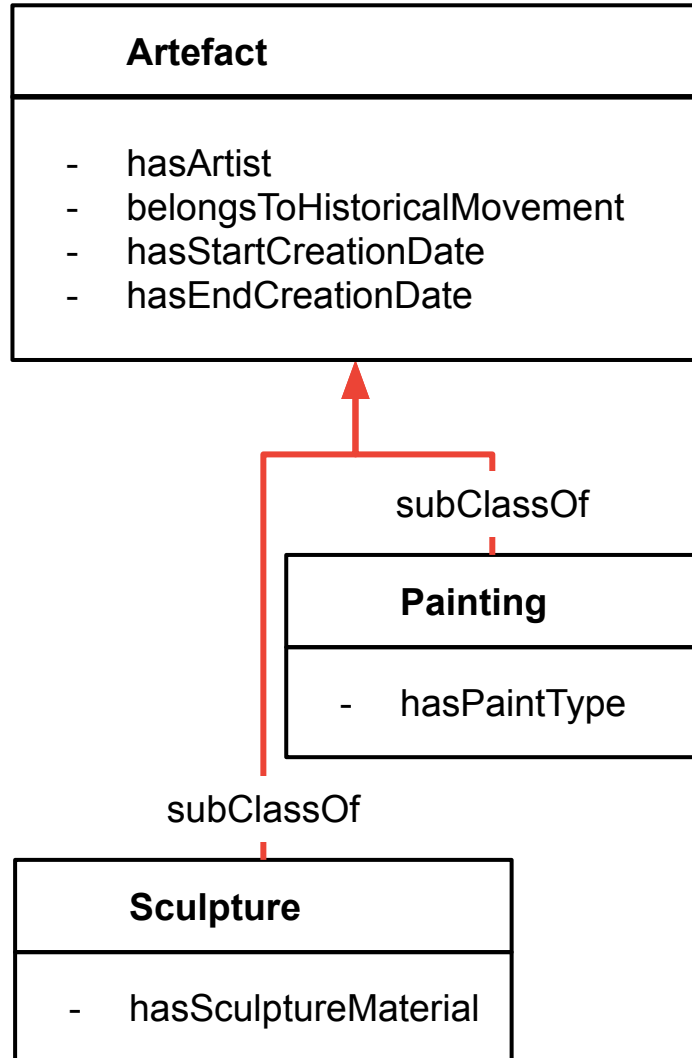 Artefact
- hasArtist
- belongsToHistoricalMovement
- hasStartCreationDate
- hasEndCreationDate
subClassOf
Painting
- hasPaintType
subClassOf
Sculpture
- hasSculptureMaterial